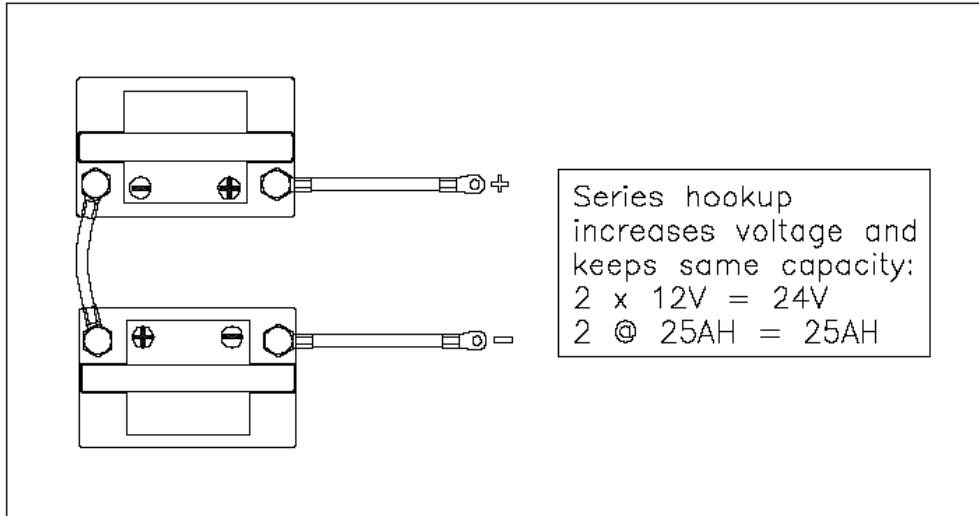 − +
+
+ −
−
Series hookup
increases voltage and
keeps same capacity:
2 x 12V = 24V
2 @ 25AH = 25AH